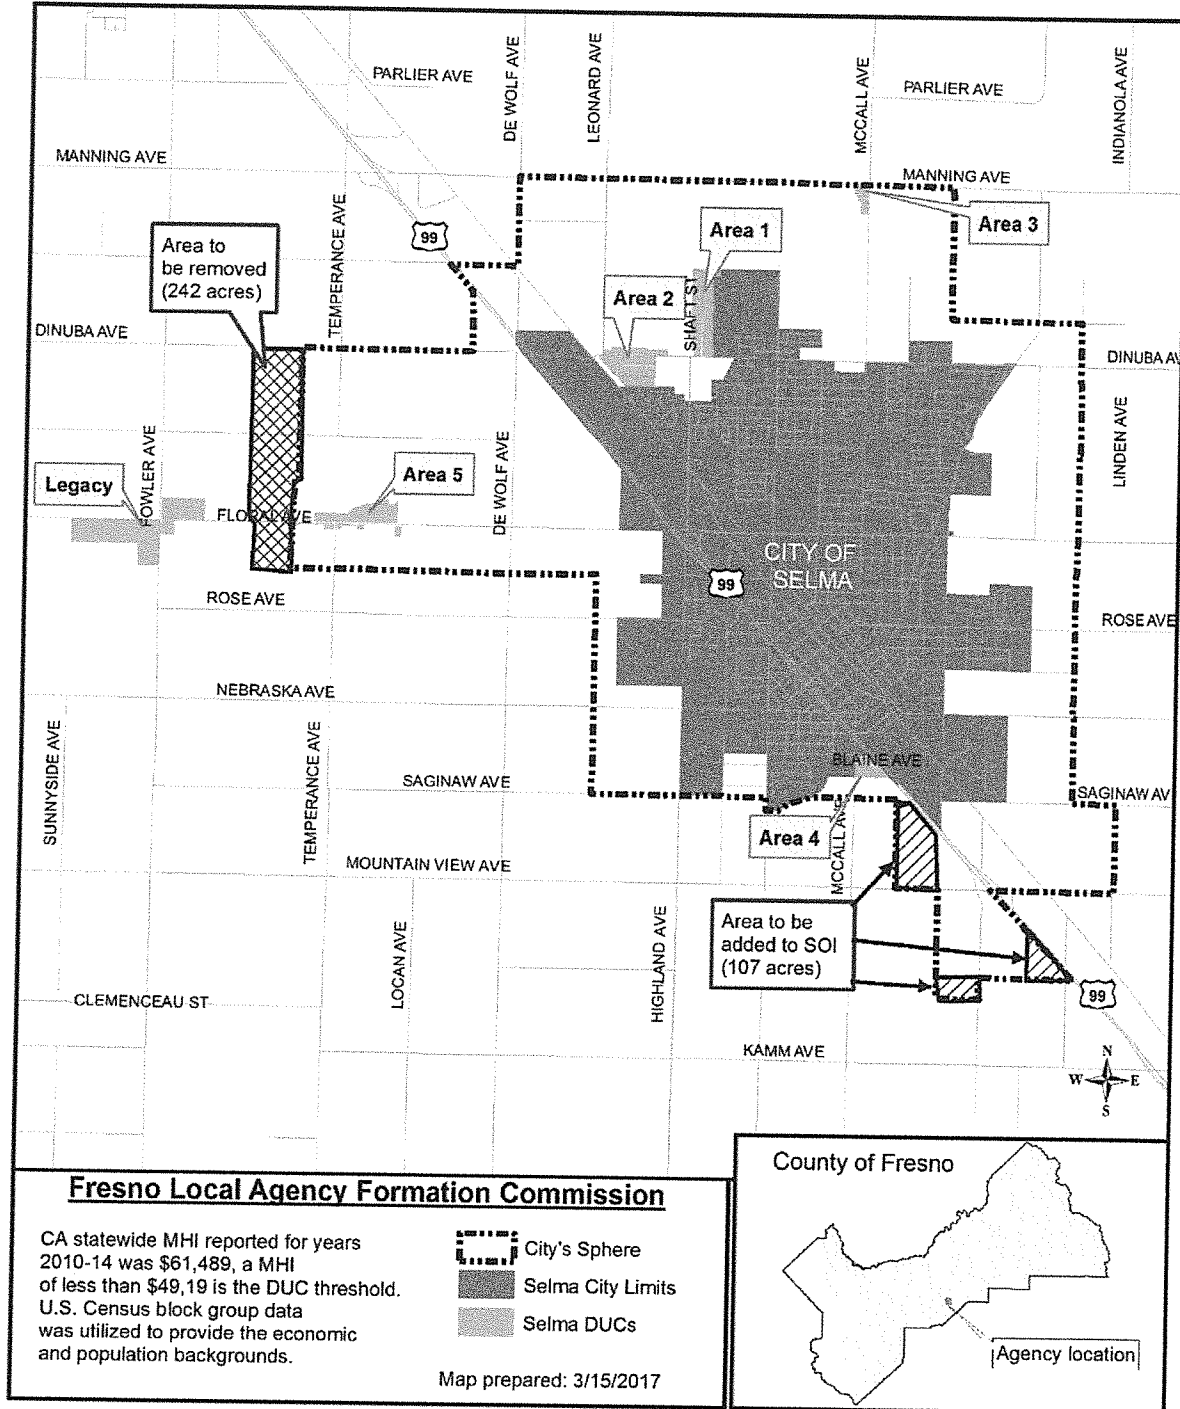 PARLIER AVE
DE WOLF AVE
LEONARD AVE
MCCALL AVE
PARLIER AVE
INDIANOLA AVE
MANNING AVE
MANNING AVE
Area 3
TEMPERANCE AVE
99
Area 1
Area to
be removed
(242 acres)
Area 2
SHAFT ST
DINUBA AVE
DINUBA AV
LINDEN AVE
FOWLER AVE
DE WOLF AVE
Legacy
Area 5
FLORAL AVE
CITY OF
SELMA
99
ROSE AVE
ROSE AVE
NEBRASKA AVE
SUNNYSIDE AVE
TEMPERANCE AVE
BLAINE AVE
SAGINAW AVE
SAGINAW AV
Area 4
MCCALL AVE
MOUNTAIN VIEW AVE
Area to be
added to SOI
(107 acres)
LOCAN AVE
HIGHLAND AVE
CLEMENCEAU ST
99
KAMM AVE
N
W E
S
Fresno Local Agency Formation Commission
CA statewide MHI reported for years
2010-14 was $61,489, a MHI
of less than $49,19 is the DUC threshold.
U.S. Census block group data
was utilized to provide the economic
and population backgrounds.
City's Sphere
Selma City Limits
Selma DUCs
Map prepared: 3/15/2017
County of Fresno
Agency location